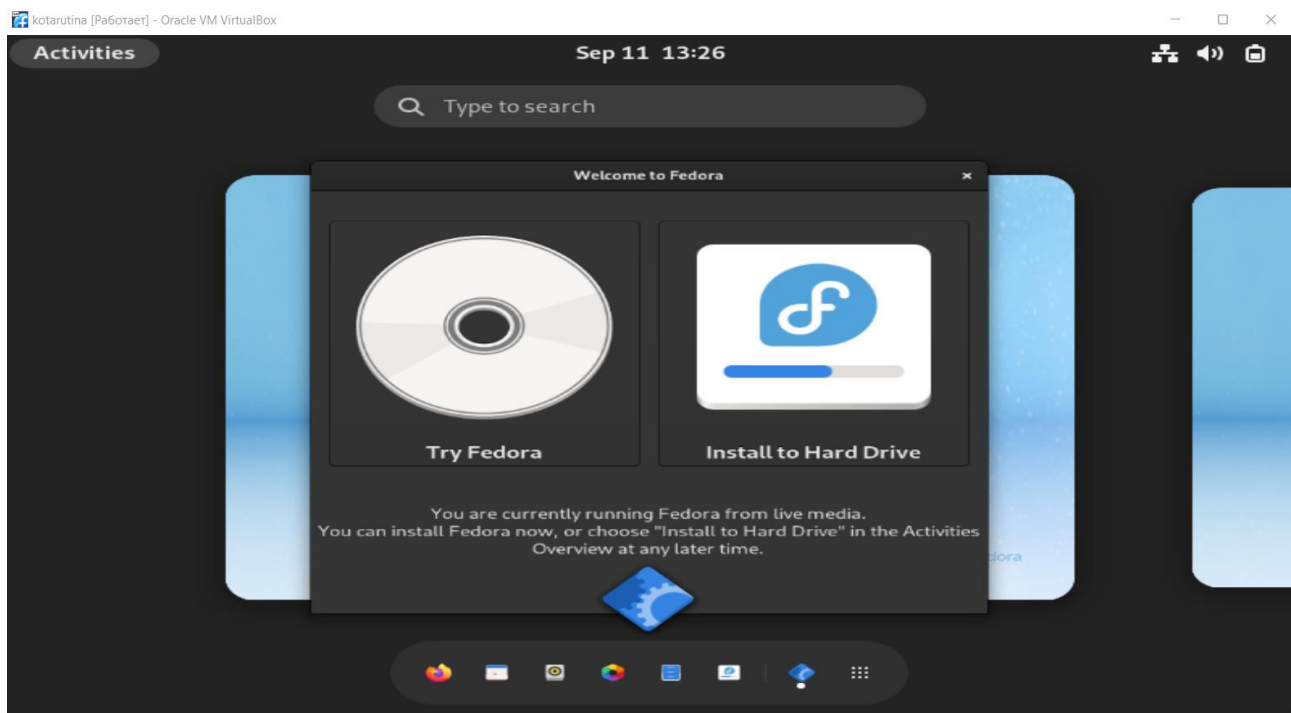 kotarutina [Работает] - Oracle VM VirtualBox
Activities
Sep 11 13:26
Type to search
Welcome to Fedora
Try Fedora
Install to Hard Drive
You are currently running Fedora from live media.
You can install Fedora now, or choose "Install to Hard Drive" in the Activities
Overview at any later time.
dora